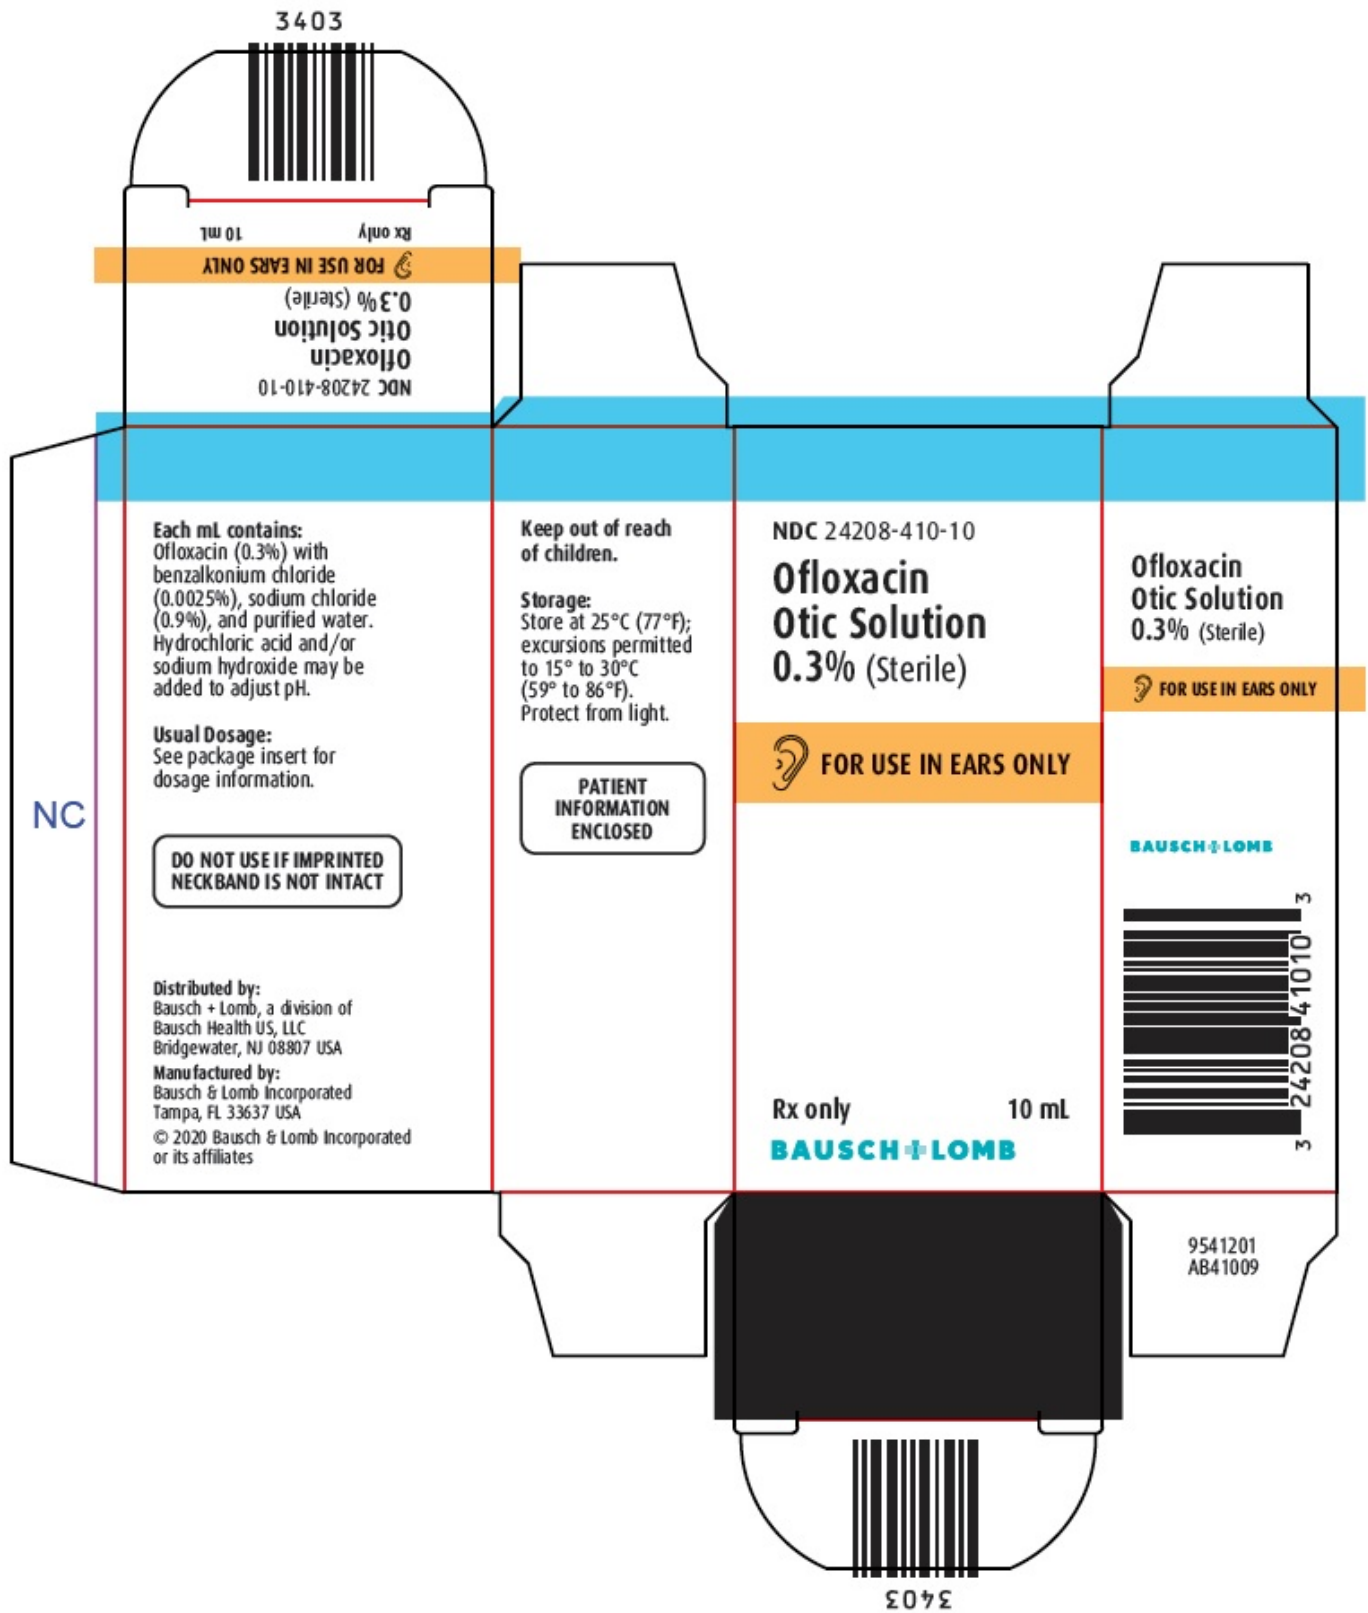 3403
Rx only 10 mL
FOR USE IN EARS ONLY
0.3% (Sterile)
Otic Solution
Ofloxacin
NDC 24208-410-10
NC
Each mL contains:
Ofloxacin (0.3%) with
benzalkonium chloride
(0.0025%), sodium chloride
(0.9%), and purified water.
Hydrochloric acid and/or
sodium hydroxide may be
added to adjust pH.
Usual Dosage:
See package insert for
dosage information.
DO NOT USE IF IMPRINTED
NECKBAND IS NOT INTACT
Distributed by:
Bausch + Lomb, a division of
Bausch Health US, LLC
Bridgewater, NJ 08807 USA
Manufactured by:
Bausch & Lomb Incorporated
Tampa, FL 33637 USA
© 2020 Bausch & Lomb Incorporated
or its affiliates
Keep out of reach
of children.
Storage:
Store at 25°C (77°F);
excursions permitted
to 15° to 30°C
(59° to 86°F).
Protect from light.
PATIENT
INFORMATION
ENCLOSED
NDC 24208-410-10
Ofloxacin
Otic Solution
0.3% (Sterile)
FOR USE IN EARS ONLY
Rx only 10 mL
BAUSCH + LOMB
Ofloxacin
Otic Solution
0.3% (Sterile)
FOR USE IN EARS ONLY
BAUSCH + LOMB
3 24208 41010 3
9541201
AB41009
3403